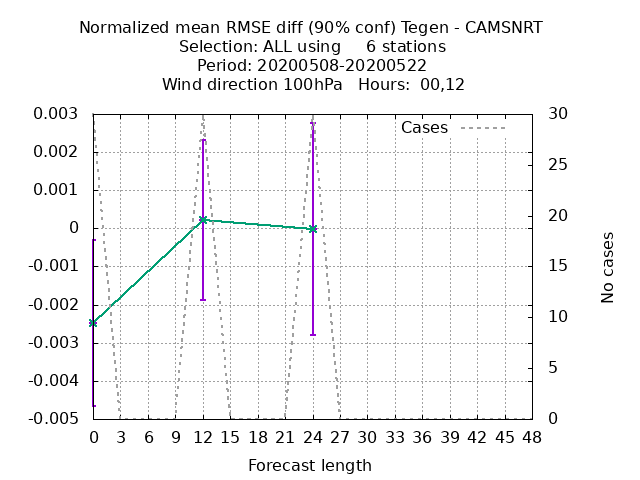 Normalized mean RMSE diff (90% conf) Tegen - CAMSNRT
Selection: ALL using     6 stations
Period: 20200508-20200522
Wind direction 100hPa   Hours:  00,12
Cases
0.003
0.002
0.001
0
-0.001
-0.002
-0.003
-0.004
-0.005
30
25
20
15
10
5
0
No cases
0 3 6 9 12 15 18 21 24 27 30 33 36 39 42 45 48
Forecast length